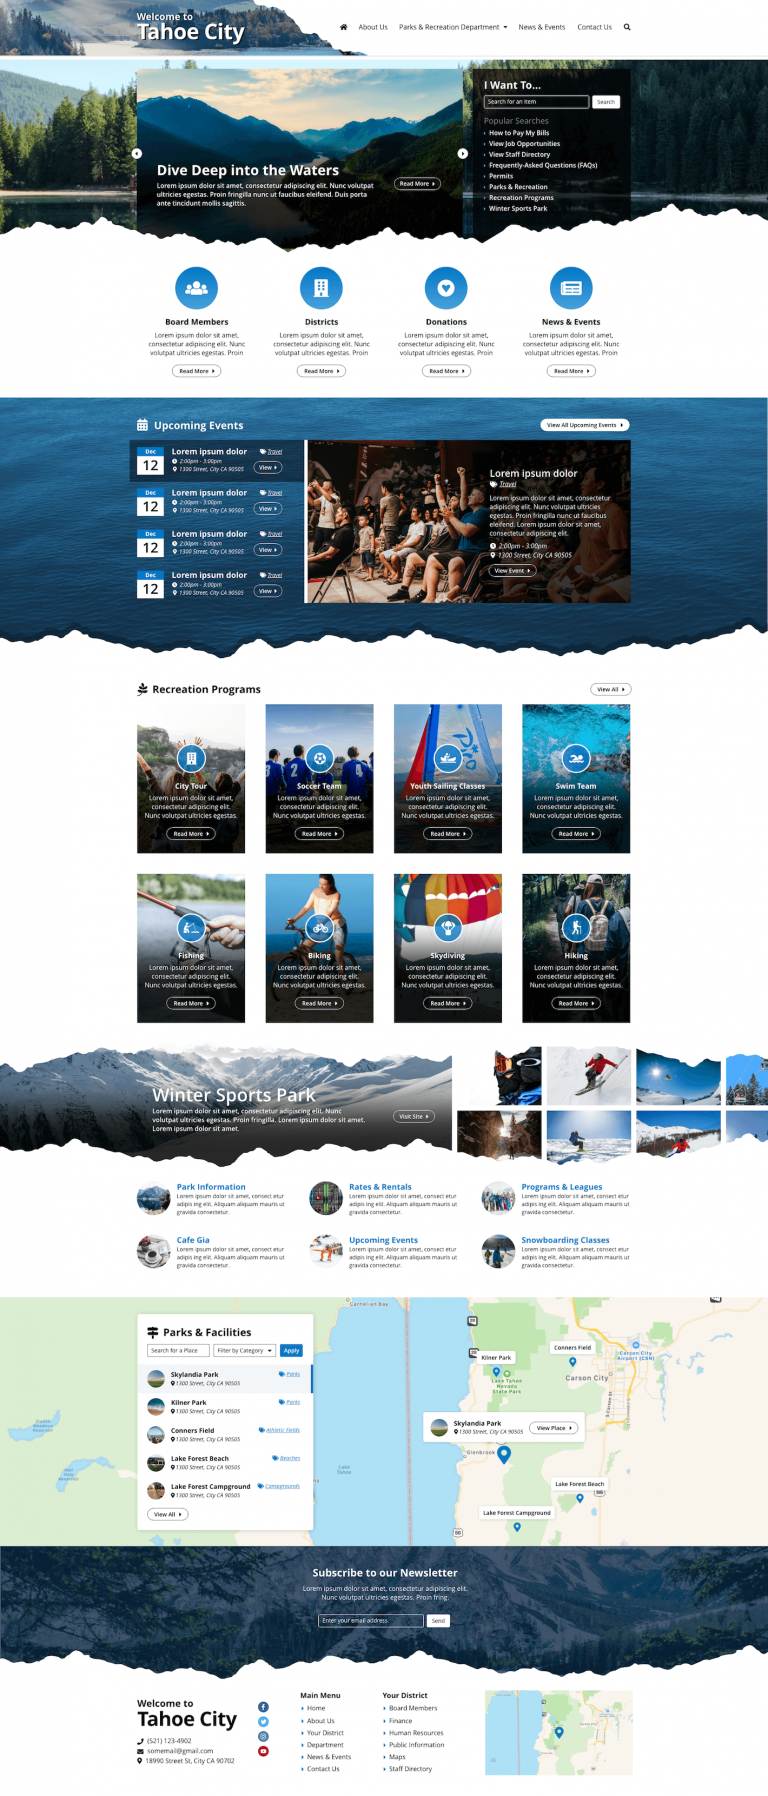 Welcome to
Tahoe City
About Us
Parks & Recreation Department
News & Events
Contact Us
Dive Deep into the Waters
Lorem ipsum dolor sit amet, consectetur adipiscing elit. Nunc volutpat
ultricies egestas. Proin fringilla nunc ut faucibus eleifend. Duis porta
ante tincidunt mollis sagittis.
Read More
I Want To...
Search for an Item
Search
Popular Searches
How to Pay My Bills
View Job Opportunities
View Staff Directory
Frequently-Asked Questions (FAQs)
Permits
Parks & Recreation
Recreation Programs
Winter Sports Park
Board Members
Lorem ipsum dolor sit amet,
consectetur adipiscing elit. Nunc
volutpat ultricies egestas. Proin
Read More
Districts
Lorem ipsum dolor sit amet,
consectetur adipiscing elit. Nunc
volutpat ultricies egestas. Proin
Read More
Donations
Lorem ipsum dolor sit amet,
consectetur adipiscing elit. Nunc
volutpat ultricies egestas. Proin
Read More
News & Events
Lorem ipsum dolor sit amet,
consectetur adipiscing elit. Nunc
volutpat ultricies egestas. Proin
Read More
Upcoming Events
View All Upcoming Events
Dec
12
Lorem ipsum dolor
Travel
2:00pm - 3:00pm
1300 Street, City CA 90505
View
Dec
12
Lorem ipsum dolor
Travel
2:00pm - 3:00pm
1300 Street, City CA 90505
View
Dec
12
Lorem ipsum dolor
Travel
2:00pm - 3:00pm
1300 Street, City CA 90505
View
Dec
12
Lorem ipsum dolor
Travel
2:00pm - 3:00pm
1300 Street, City CA 90505
View
Lorem ipsum dolor
Travel
Lorem ipsum dolor sit amet,
consectetur adipiscing elit. Nunc
volutpat ultricies egestas. Nunc
egestas. Proin fringilla nunc ut faucibus
eleifend. Lorem ipsum dolor sit amet,
consectetur adipiscing elit.
2:00pm - 3:00pm
1300 Street, City CA 90505
View Event
Recreation Programs
View All
City Tour
Lorem ipsum dolor sit amet,
consectetur adipiscing elit.
Nunc volutpat ultricies egestas.
Read More
Soccer Team
Lorem ipsum dolor sit amet,
consectetur adipiscing elit.
Nunc volutpat ultricies egestas.
Read More
Youth Sailing Classes
Lorem ipsum dolor sit amet,
consectetur adipiscing elit.
Nunc volutpat ultricies egestas.
Read More
Swim Team
Lorem ipsum dolor sit amet,
consectetur adipiscing elit.
Nunc volutpat ultricies egestas.
Read More
Fishing
Lorem ipsum dolor sit amet,
consectetur adipiscing elit.
Nunc volutpat ultricies egestas.
Read More
Biking
Lorem ipsum dolor sit amet,
consectetur adipiscing elit.
Nunc volutpat ultricies egestas.
Read More
Skydiving
Lorem ipsum dolor sit amet,
consectetur adipiscing elit.
Nunc volutpat ultricies egestas.
Read More
Hiking
Lorem ipsum dolor sit amet,
consectetur adipiscing elit.
Nunc volutpat ultricies egestas.
Read More
Winter Sports Park
Lorem ipsum dolor sit amet, consectetur adipiscing elit. Nunc
volutpat ultricies egestas. Proin fringilla. Lorem ipsum dolor sit amet.
Lorem ipsum dolor sit amet.
Visit Site
Park Information
Lorem ipsum dolor sit amet, consect etur
adipis ing elit. Aliquam aliquam mauris ut
gravida consectetur.
Rates & Rentals
Lorem ipsum dolor sit amet, consect etur
adipis ing elit. Aliquam aliquam mauris ut
gravida consectetur.
Programs & Leagues
Lorem ipsum dolor sit amet, consect etur
adipis ing elit. Aliquam aliquam mauris ut
gravida consectetur.
Cafe Gia
Lorem ipsum dolor sit amet, consect etur
adipis ing elit. Aliquam aliquam mauris ut
gravida consectetur.
Upcoming Events
Lorem ipsum dolor sit amet, consect etur
adipis ing elit. Aliquam aliquam mauris ut
gravida consectetur.
Snowboarding Classes
Lorem ipsum dolor sit amet, consect etur
adipis ing elit. Aliquam aliquam mauris ut
gravida consectetur.
Parks & Facilities
Search for a Place
Filter by Category
Apply
Skylandia Park
Parks
1300 Street, City CA 90505
Kilner Park
Parks
1300 Street, City CA 90505
Conners Field
Athletic Fields
1300 Street, City CA 90505
Lake Forest Beach
Beaches
1300 Street, City CA 90505
Lake Forest Campground
Campgrounds
1300 Street, City CA 90505
View All
Carnelian Bay
Kilner Park
Lake Tahoe
Nevada
State Park
Conners Field
Carson City
Airport (CSN)
Carson City
Skylandia Park
1300 Street, City CA 90505
View Place
Glenbrook
Lake
Tahoe
Lake Forest Beach
395
Lake Forest Campground
50
Subscribe to our Newsletter
Lorem ipsum dolor sit amet, consectetur adipiscing elit.
Nunc volutpat ultricies egestas. Proin fring.
Enter your email address
Send
Welcome to
Tahoe City
(521) 123-4902
somemail@gmail.com
18990 Street St, City CA 90702
Main Menu
Home
About Us
Your District
Department
News & Events
Contact Us
Your District
Board Members
Finance
Human Resources
Public Information
Maps
Staff Directory